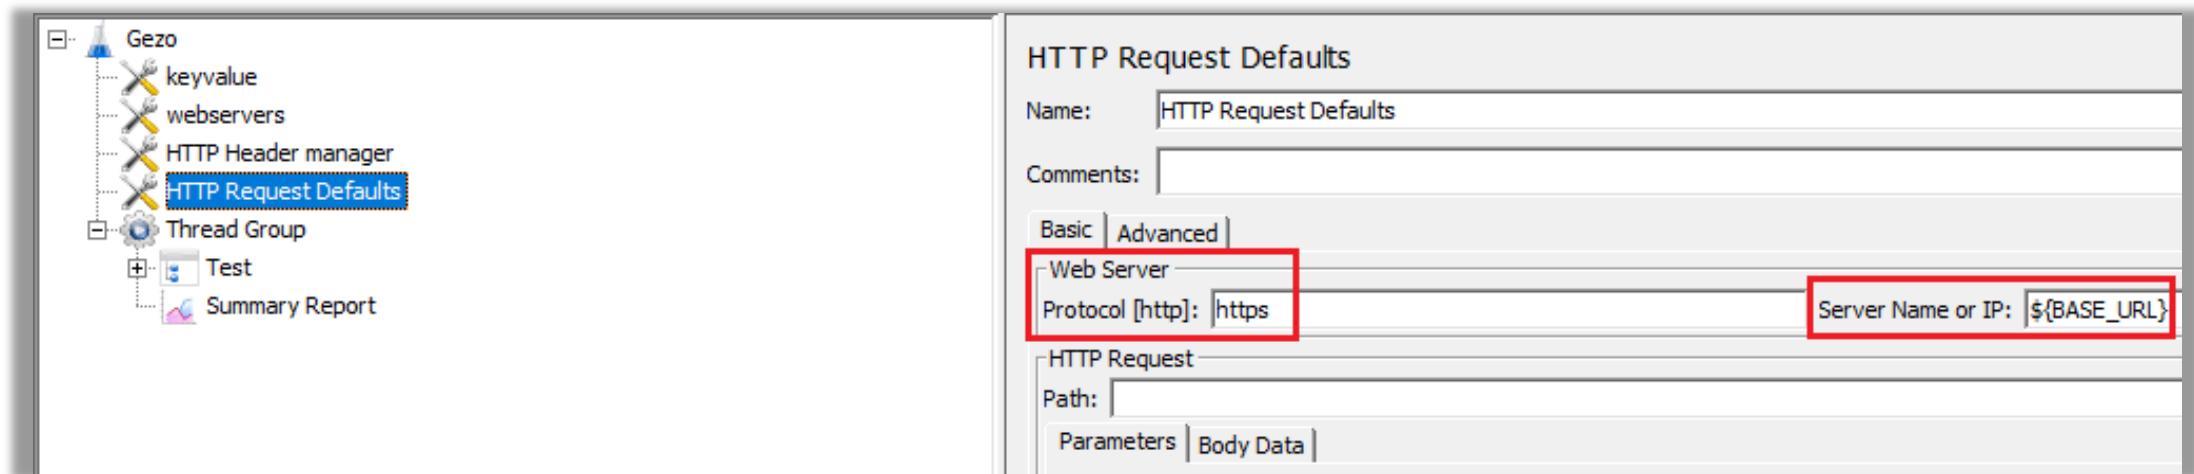 Gezo
keyvalue
webservers
HTTP Header manager
HTTP Request Defaults
Thread Group
Test
Summary Report
HTTP Request Defaults
Name: HTTP Request Defaults
Comments:
Basic Advanced
Web Server
Protocol [http]: https Server Name or IP: ${BASE_URL}
HTTP Request
Path:
Parameters Body Data